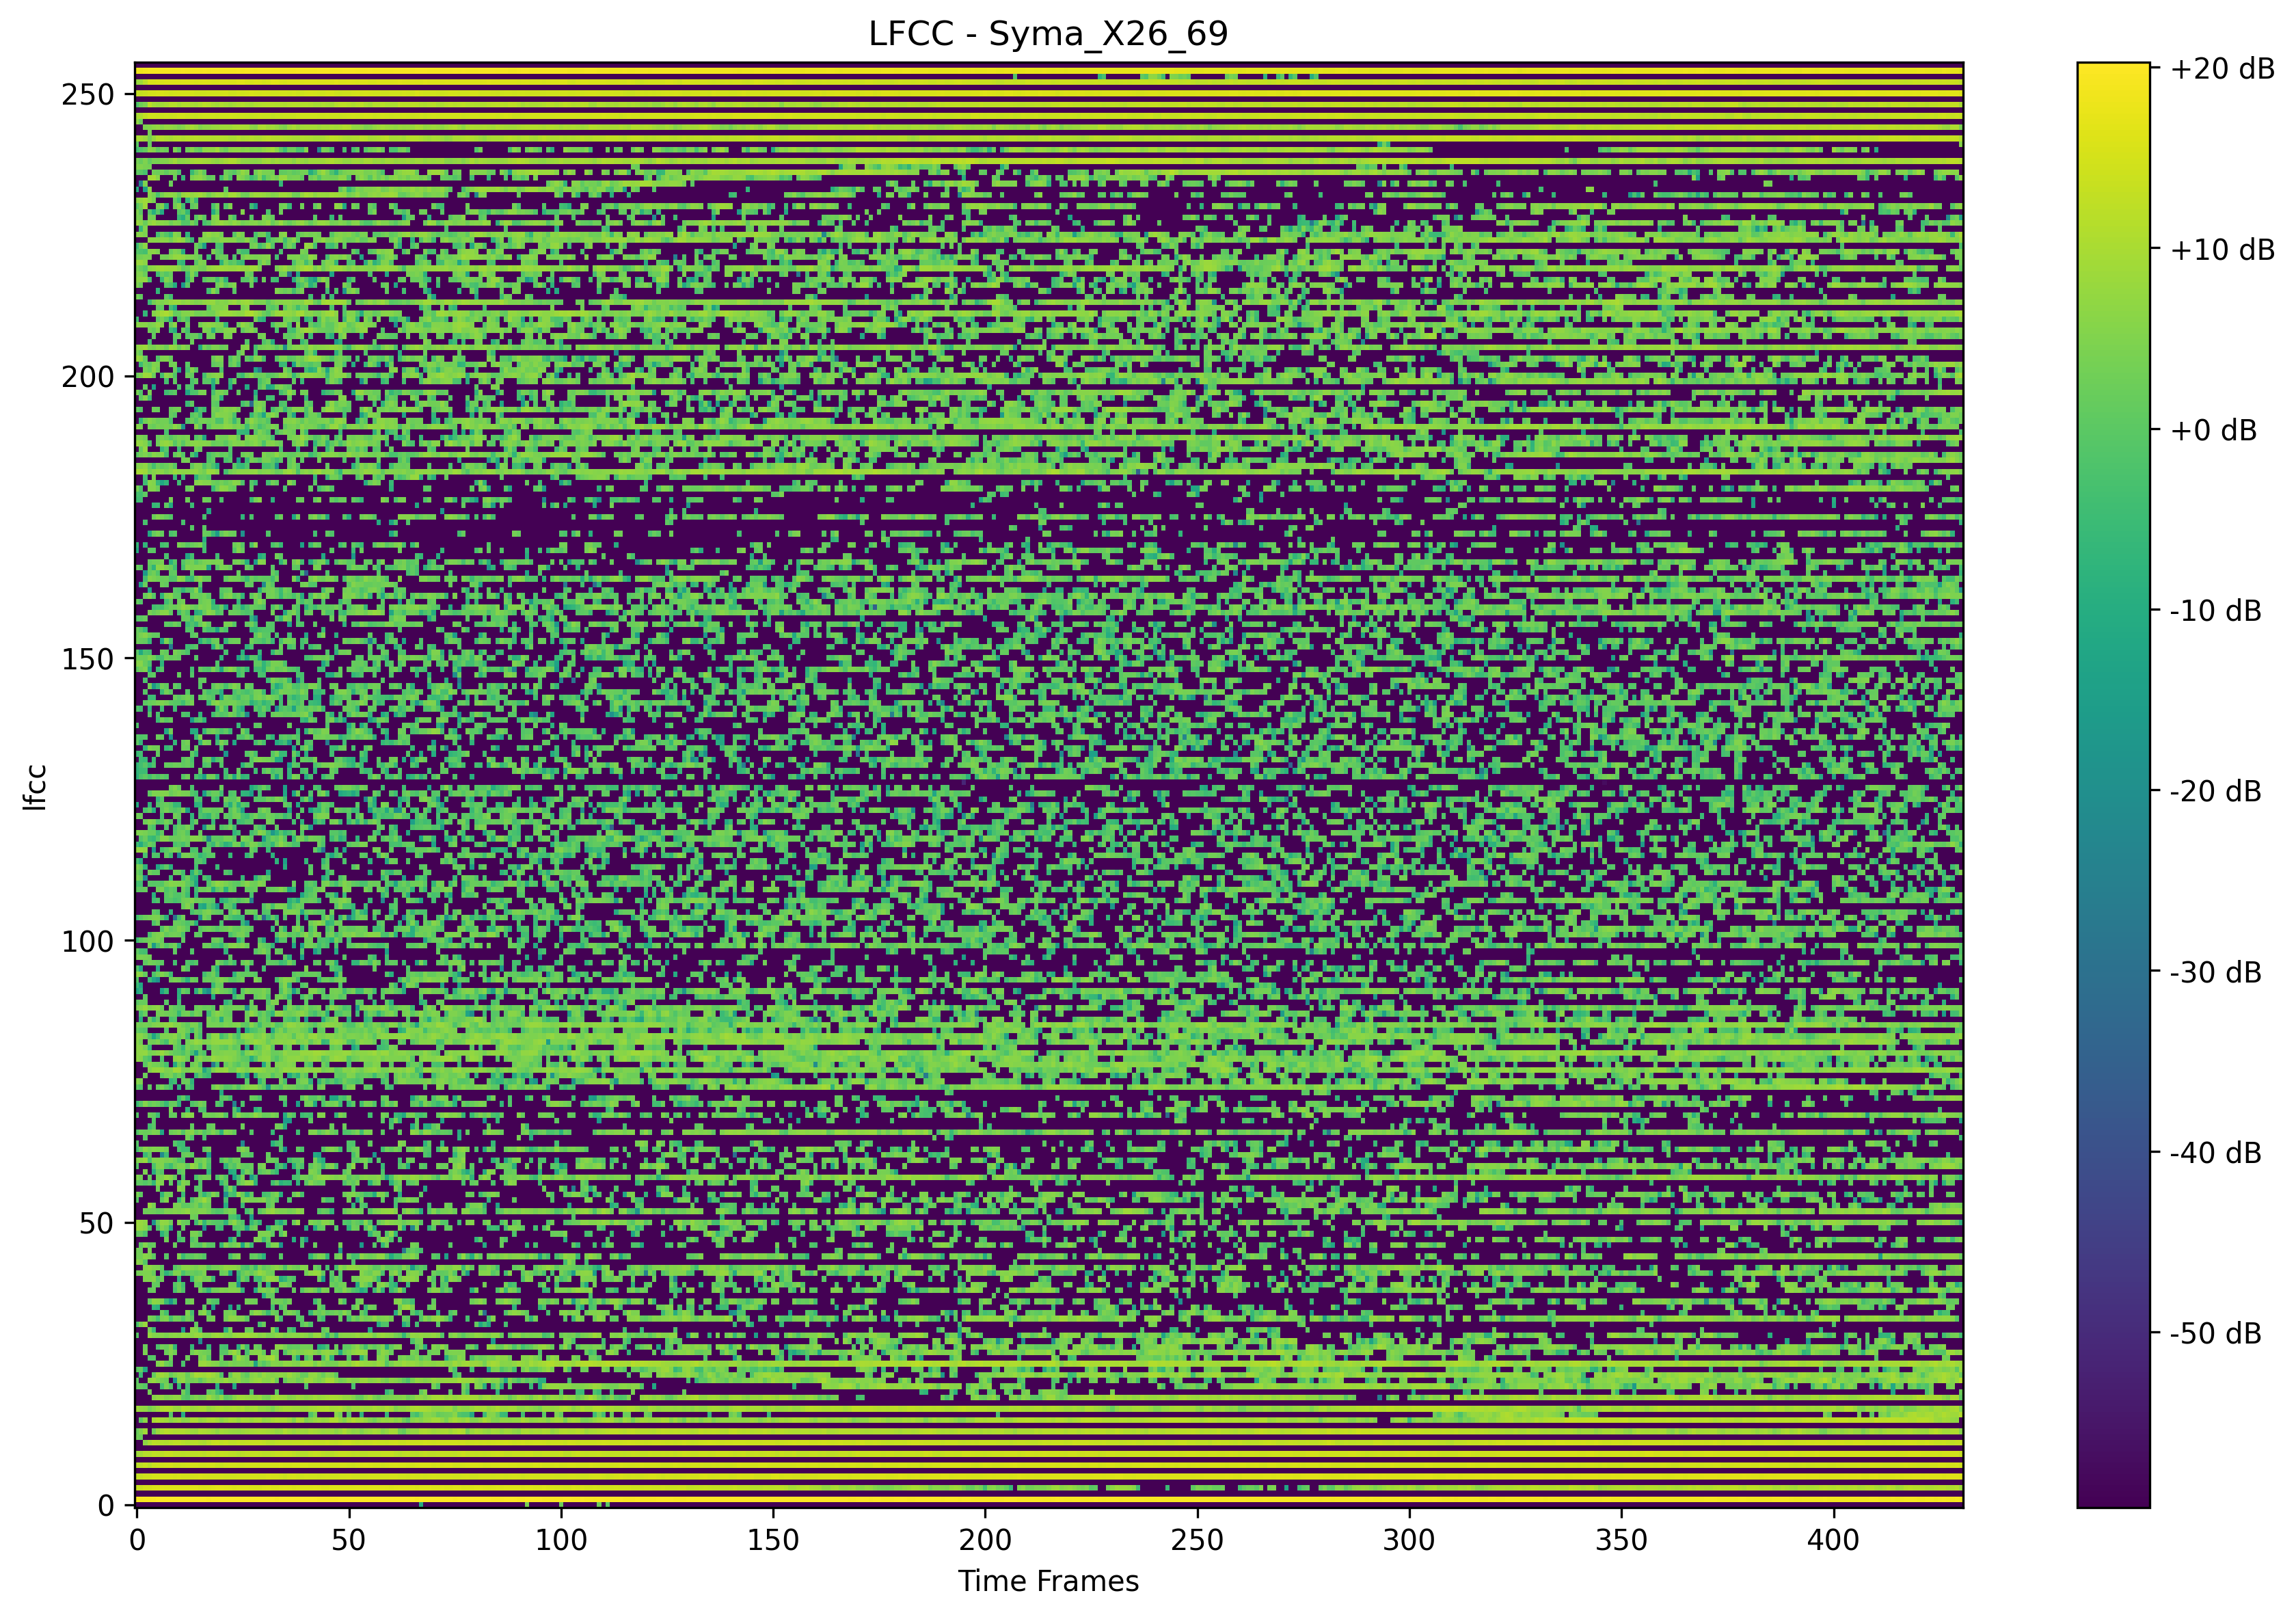 LFCC - Syma_X26_69
250
200
150
100
50
0
lfcc
0 50 100 150 200 250 300 350 400
Time Frames
+20 dB
+10 dB
+0 dB
-10 dB
-20 dB
-30 dB
-40 dB
-50 dB